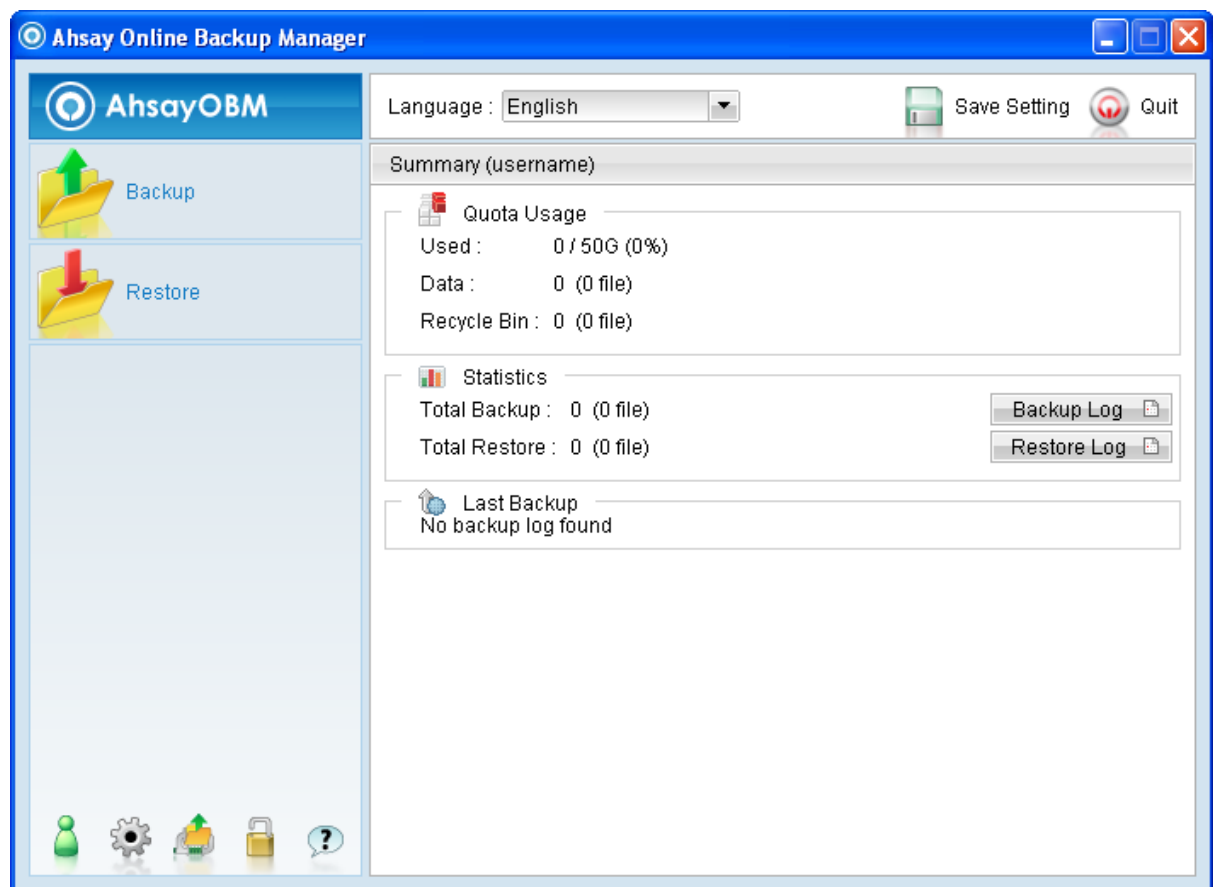 Ahsay Online Backup Manager
AhsayOBM
Language : English
Save Setting
Quit
Backup
Restore
Summary (username)
Quota Usage
Used : 0 / 50G (0%)
Data : 0 (0 file)
Recycle Bin : 0 (0 file)
Statistics
Total Backup : 0 (0 file)
Backup Log
Total Restore : 0 (0 file)
Restore Log
Last Backup
No backup log found
?